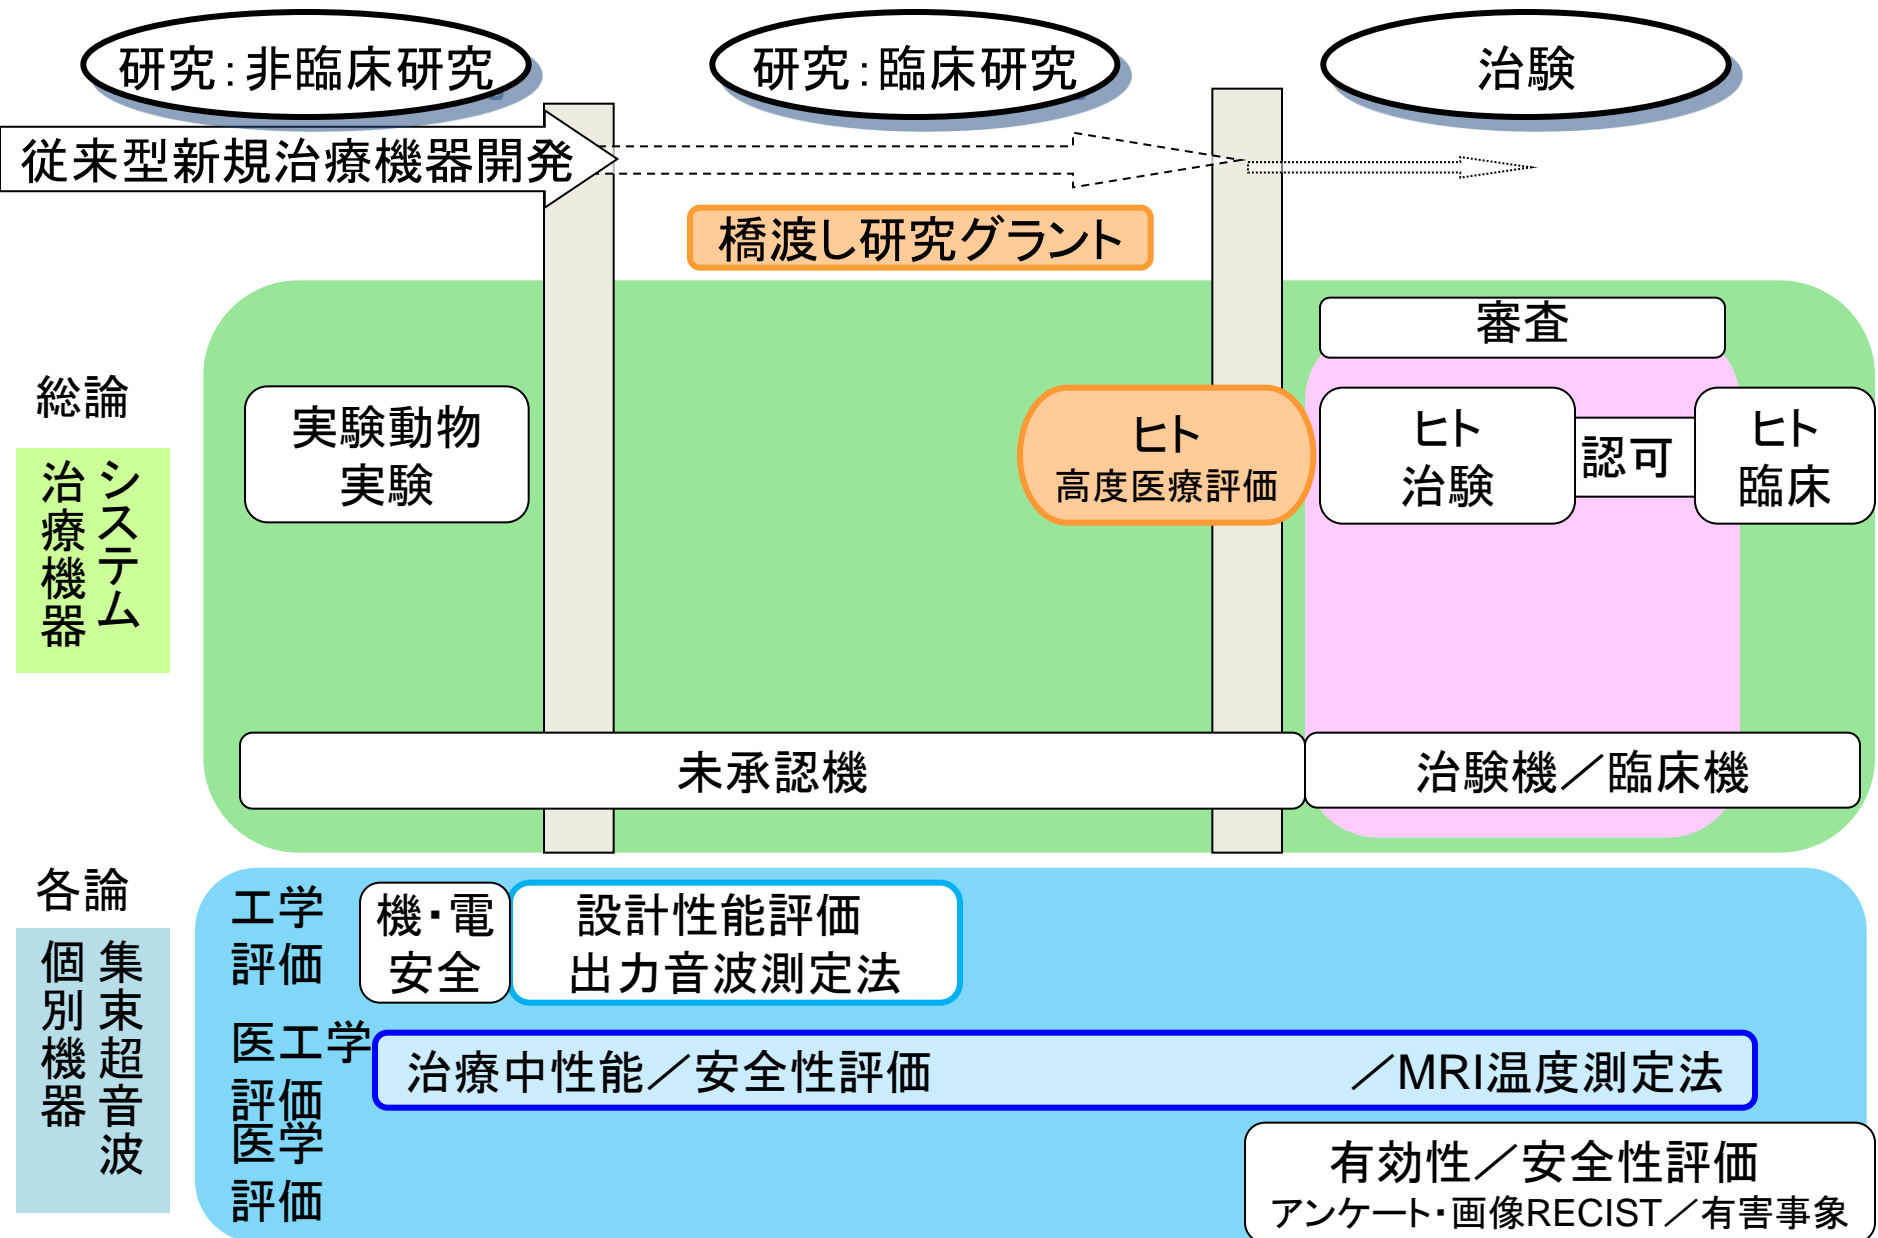 研究：非臨床研究
研究：臨床研究
治験
従来型新規治療機器開発
橋渡し研究グラント
審査
総論
治療機器
システム
実験動物
実験
ヒト
高度医療評価
ヒト
治験
認可
ヒト
臨床
未承認機
治験機／臨床機
各論
個別機器
集束超音波
工学
評価
機・電
安全
設計性能評価
出力音波測定法
医工学
評価
治療中性能／安全性評価 ／MRI温度測定法
医学
評価
有効性／安全性評価
アンケート・画像RECIST／有害事象